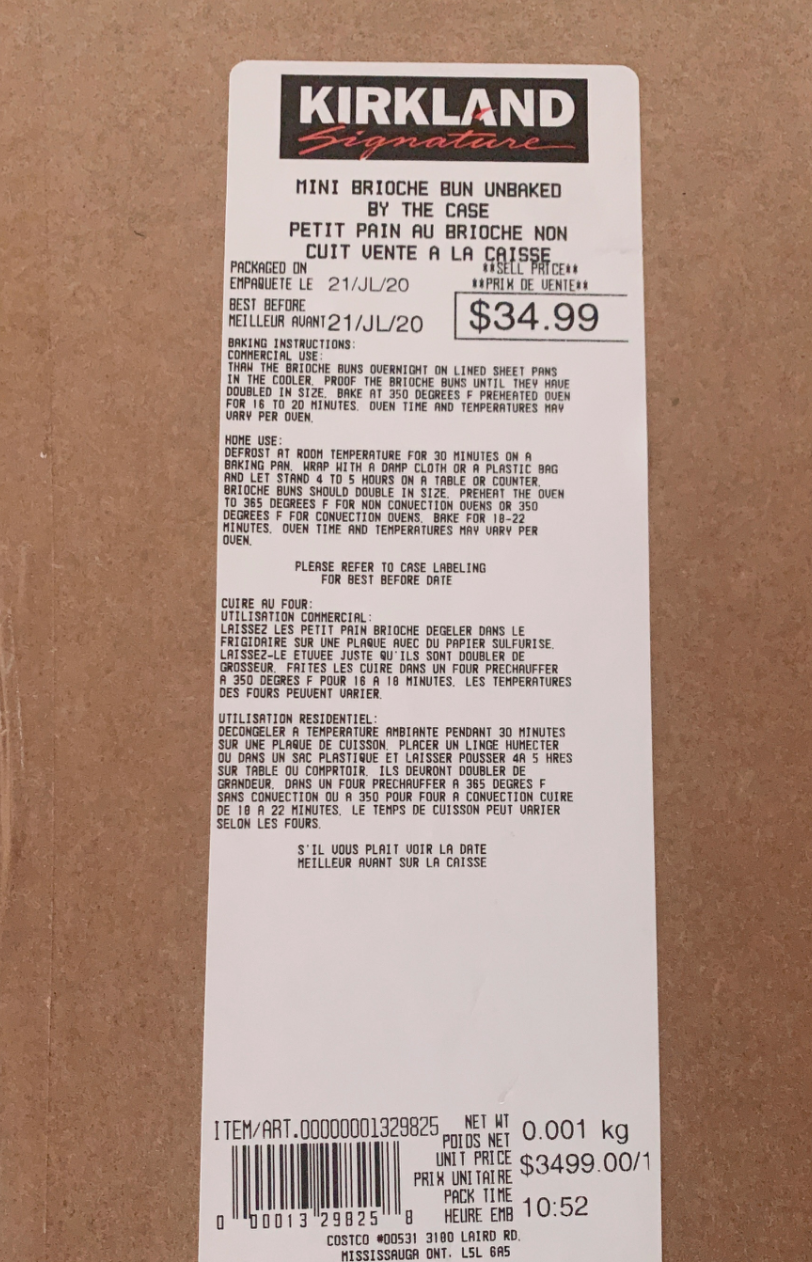 KIRKLAND
Signature
MINI BRIOCHE BUN UNBAKED
BY THE CASE
PETIT PAIN AU BRIOCHE NON
CUIT VENTE A LA CAISSE
PACKAGED ON
EMPAQUETE LE 21/JL/20
**SELL PRICE**
**PRIX DE VENTE**
BEST BEFORE
MEILLEUR AVANT 21/JL/20
$34.99
BAKING INSTRUCTIONS:
COMMERCIAL USE:
THAW THE BRIOCHE BUNS OVERNIGHT ON LINED SHEET PANS
IN THE COOLER. PROOF THE BRIOCHE BUNS UNTIL THEY HAVE
DOUBLED IN SIZE. BAKE AT 350 DEGREES F PREHEATED OVEN
FOR 16 TO 20 MINUTES. OVEN TIME AND TEMPERATURES MAY
VARY PER OVEN.
HOME USE:
DEFROST AT ROOM TEMPERATURE FOR 30 MINUTES ON A
BAKING PAN. WRAP WITH A DAMP CLOTH OR A PLASTIC BAG
AND LET STAND 4 TO 5 HOURS ON A TABLE OR COUNTER.
BRIOCHE BUNS SHOULD DOUBLE IN SIZE. PREHEAT THE OVEN
TO 365 DEGREES F FOR NON CONVECTION OVENS OR 350
DEGREES F FOR CONVECTION OVENS. BAKE FOR 18-22
MINUTES. OVEN TIME AND TEMPERATURES MAY VARY PER
OVEN.
PLEASE REFER TO CASE LABELING
FOR BEST BEFORE DATE
CUIRE AU FOUR:
UTILISATION COMMERCIAL:
LAISSEZ LES PETIT PAIN BRIOCHE DEGELER DANS LE
FRIGIDAIRE SUR UNE PLAQUE AVEC DU PAPIER SULFURISE.
LAISSEZ-LE ETUVEE JUSTE QU'ILS SONT DOUBLER DE
GROSSEUR. FAITES LES CUIRE DANS UN FOUR PRECHAUFFER
A 350 DEGRES F POUR 16 A 18 MINUTES. LES TEMPERATURES
DES FOURS PEUVENT VARIER.
UTILISATION RESIDENTIEL:
DECONGELER A TEMPERATURE AMBIANTE PENDANT 30 MINUTES
SUR UNE PLAQUE DE CUISSON. PLACER UN LINGE HUMECTER
OU DANS UN SAC PLASTIQUE ET LAISSER POUSSER 4A 5 HRES
SUR TABLE OU COMPRTOIR. ILS DEVRONT DOUBLER DE
GRANDEUR. DANS UN FOUR PRECHAUFFER A 365 DEGRES F
SANS CONVECTION OU A 350 POUR FOUR A CONVECTION CUIRE
DE 18 A 22 MINUTES. LE TEMPS DE CUISSON PEUT VARIER
SELON LES FOURS.
S'IL VOUS PLAIT VOIR LA DATE
MEILLEUR AVANT SUR LA CAISSE
ITEM/ART.00000001329825
NET WT
POIDS NET 0.001 kg
UNIT PRICE
PRIX UNITAIRE $3499.00/1
PACK TIME
HEURE EMB 10:52
0 00013 29825 8
COSTCO #00531 3180 LAIRD RD.
MISSISSAUGA ONT. L5L 6A5